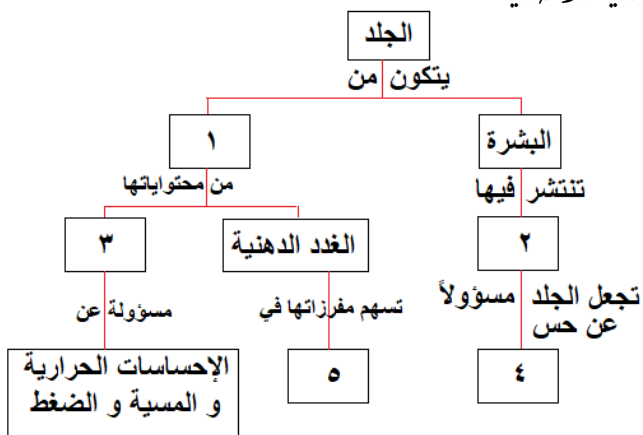 الجلد
يتكون من
١
البشرة
من محتواياتها
تنتشر فيها
٣
الغدد الدهنية
٢
مسؤولة عن
تسهم مفرزاتها في
تجعل الجلد مسؤولاً
عن حس
الإحساسات الحرارية
و المسية و الضغط
٥
٤